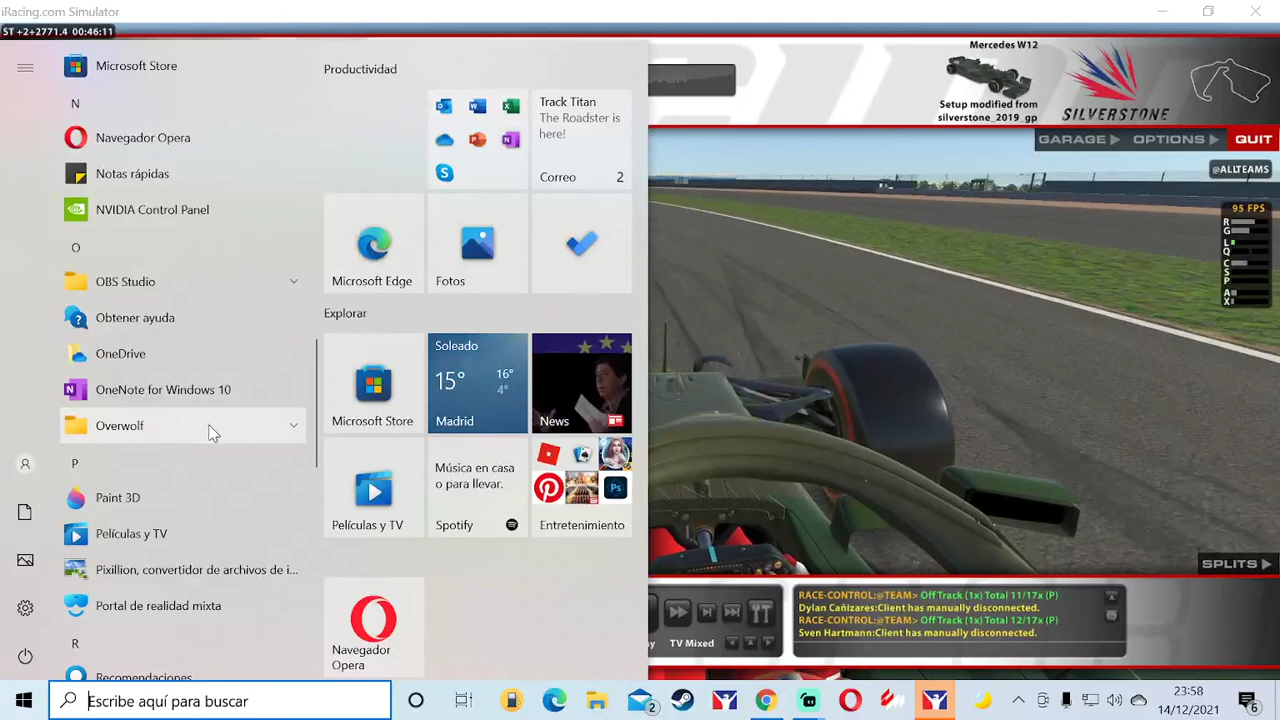 iRacing.com Simulator
ST +2+2771.4 00:46:11
Microsoft Store
N
Navegador Opera
Notas rápidas
NVIDIA Control Panel
O
OBS Studio
Obtener ayuda
OneDrive
OneNote for Windows 10
Overwolf
P
Paint 3D
Películas y TV
Pixillion, convertidor de archivos de i...
Portal de realidad mixta
R
Recomendaciones
Productividad
Track Titan
The Roadster is
here!
Correo 2
Microsoft Edge
Fotos
Explorar
Microsoft Store
Soleado
15° 16°
4°
Madrid
News
Películas y TV
Música en casa
o para llevar.
Spotify
Entretenimiento
Navegador
Opera
Mercedes W12
Setup modified from
silverstone_2019_gp
SILVERSTONE
GARAGE OPTIONS QUIT
@ALLTEAMS
95 FPS
R
G
L
Q
C
S
P
A
X
SPLITS
TV Mixed
RACE-CONTROL:@TEAM> Off Track (1x) Total 11/17x (P)
Dylan Cañizares:Client has manually disconnected.
RACE-CONTROL:@TEAM> Off Track (1x) Total 12/17x (P)
Sven Hartmann:Client has manually disconnected.
Escribe aquí para buscar
2
23:58
14/12/2021
6